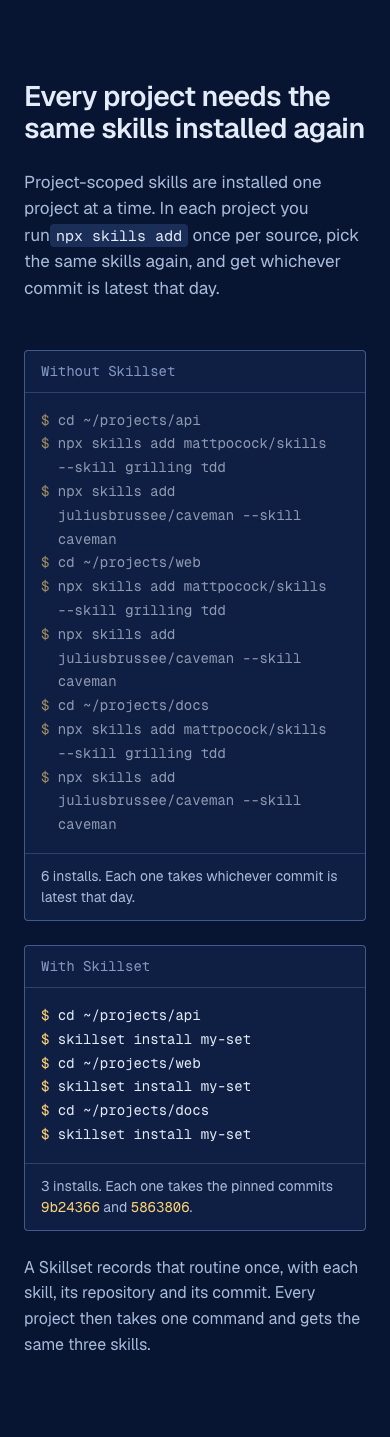 Every project needs the
same skills installed again
Project-scoped skills are installed one
project at a time. In each project you
run npx skills add once per source, pick
the same skills again, and get whichever
commit is latest that day.
Without Skillset
$ cd ~/projects/api
$ npx skills add mattpocock/skills
--skill grilling tdd
$ npx skills add
juliusbrussee/caveman --skill
caveman
$ cd ~/projects/web
$ npx skills add mattpocock/skills
--skill grilling tdd
$ npx skills add
juliusbrussee/caveman --skill
caveman
$ cd ~/projects/docs
$ npx skills add mattpocock/skills
--skill grilling tdd
$ npx skills add
juliusbrussee/caveman --skill
caveman
6 installs. Each one takes whichever commit is
latest that day.
With Skillset
$ cd ~/projects/api
$ skillset install my-set
$ cd ~/projects/web
$ skillset install my-set
$ cd ~/projects/docs
$ skillset install my-set
3 installs. Each one takes the pinned commits
9b24366 and 5863806.
A Skillset records that routine once, with each
skill, its repository and its commit. Every
project then takes one command and gets the
same three skills.